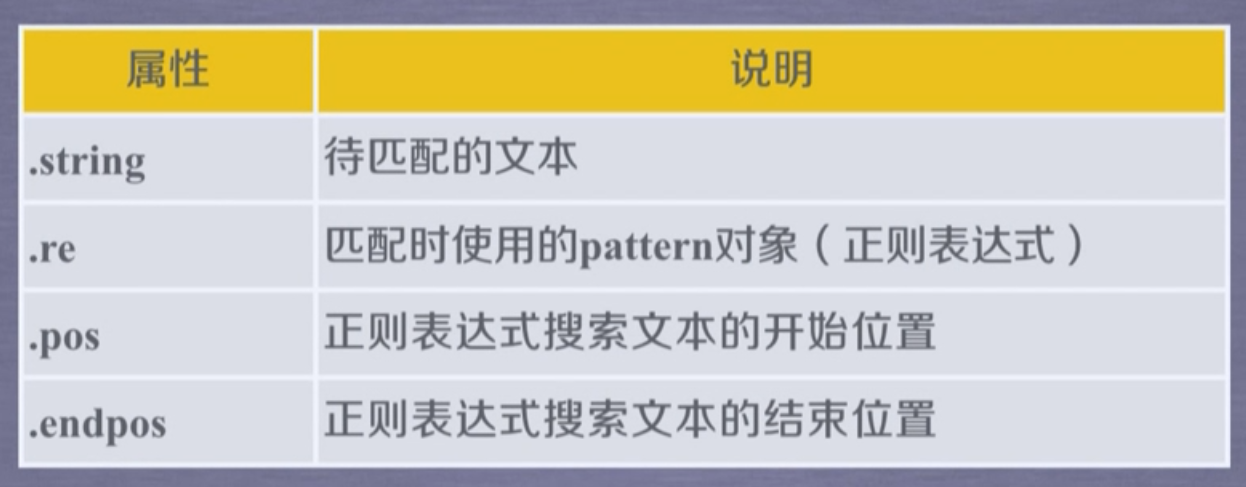 属性 说明
.string 待匹配的文本
.re 匹配时使用的pattern对象（正则表达式）
.pos 正则表达式搜索文本的开始位置
.endpos 正则表达式搜索文本的结束位置